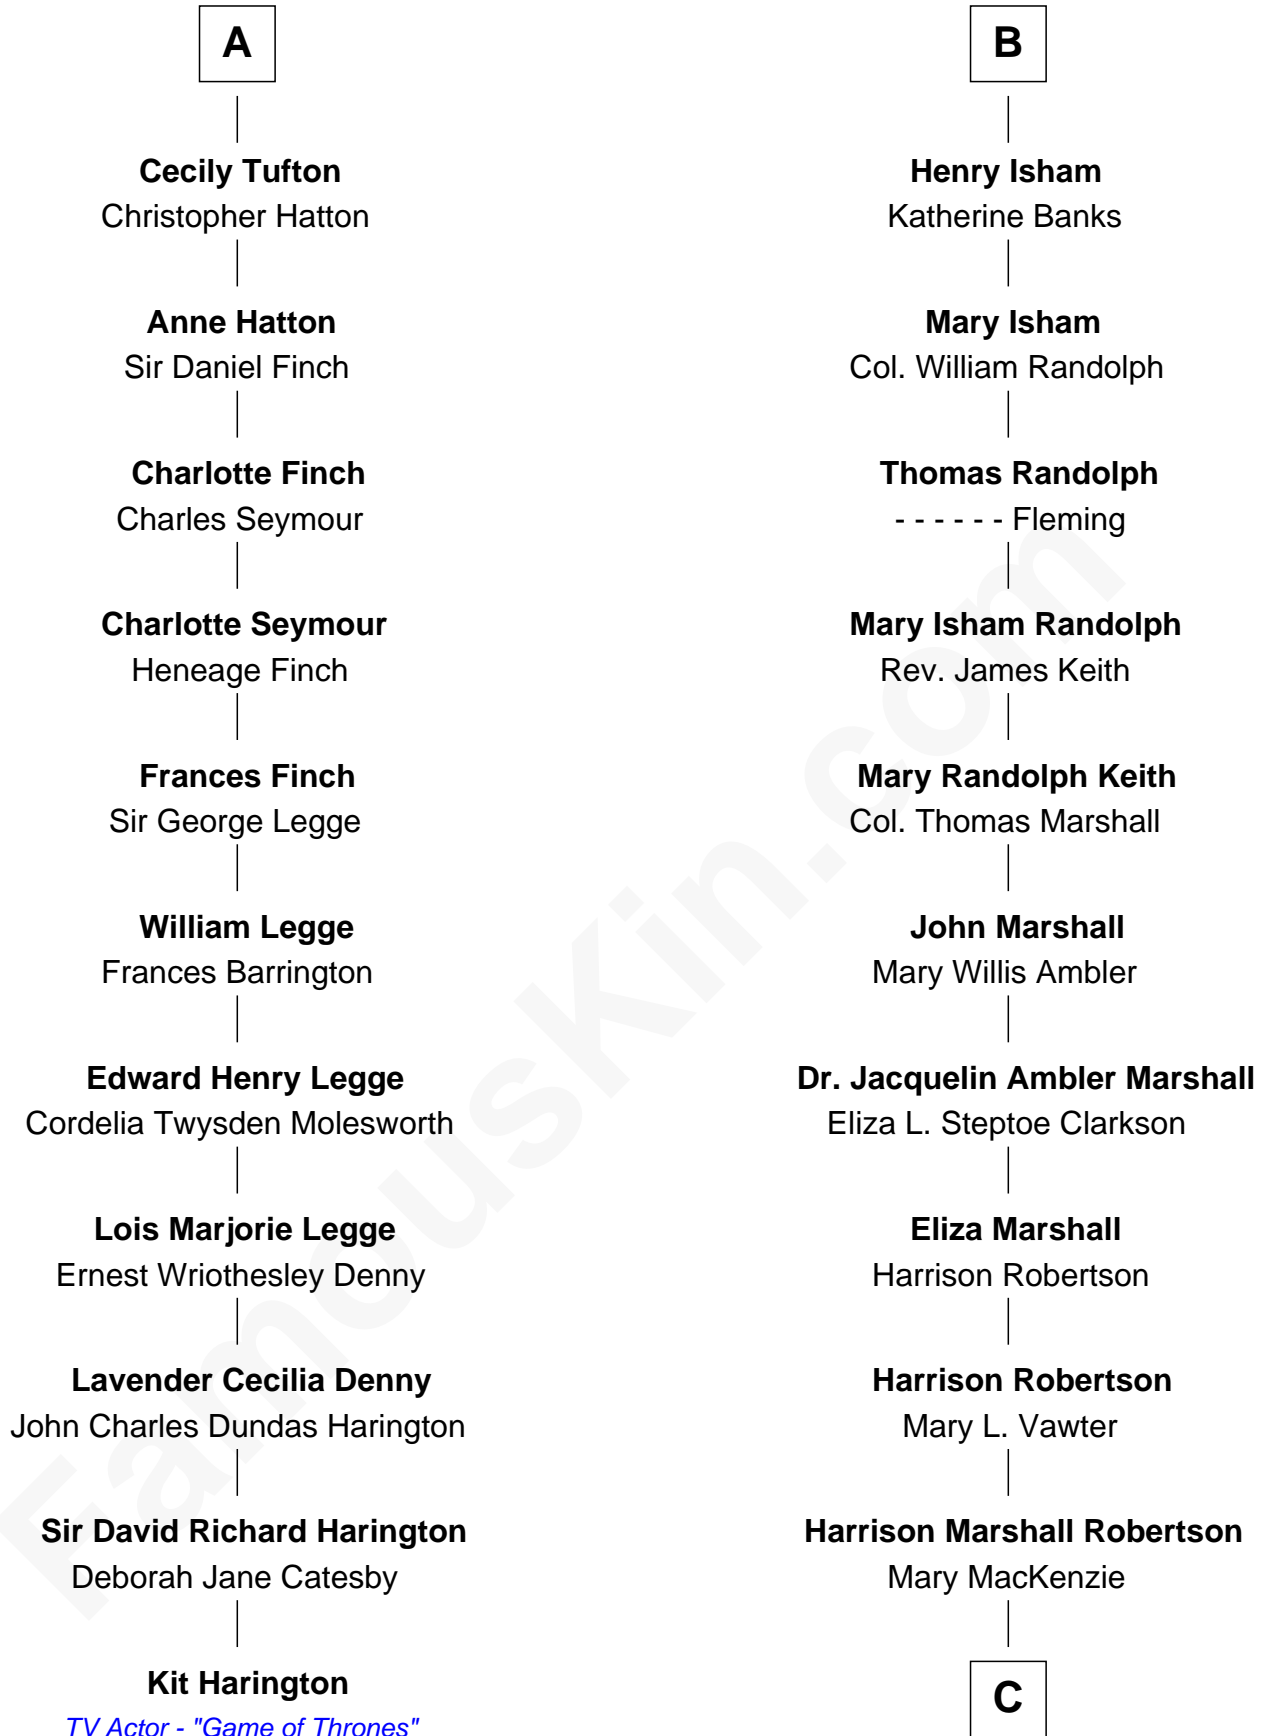 A
Cecily Tufton
Christopher Hatton
Anne Hatton
Sir Daniel Finch
Charlotte Finch
Charles Seymour
Charlotte Seymour
Heneage Finch
Frances Finch
Sir George Legge
William Legge
Frances Barrington
Edward Henry Legge
Cordelia Twysden Molesworth
Lois Marjorie Legge
Ernest Wriothesley Denny
Lavender Cecilia Denny
John Charles Dundas Harington
Sir David Richard Harington
Deborah Jane Catesby
Kit Harington
TV Actor - "Game of Thrones"
B
Henry Isham
Katherine Banks
Mary Isham
Col. William Randolph
Thomas Randolph
- - - - - - Fleming
Mary Isham Randolph
Rev. James Keith
Mary Randolph Keith
Col. Thomas Marshall
John Marshall
Mary Willis Ambler
Dr. Jacquelin Ambler Marshall
Eliza L. Steptoe Clarkson
Eliza Marshall
Harrison Robertson
Harrison Robertson
Mary L. Vawter
Harrison Marshall Robertson
Mary MacKenzie
C
FamousKin.com